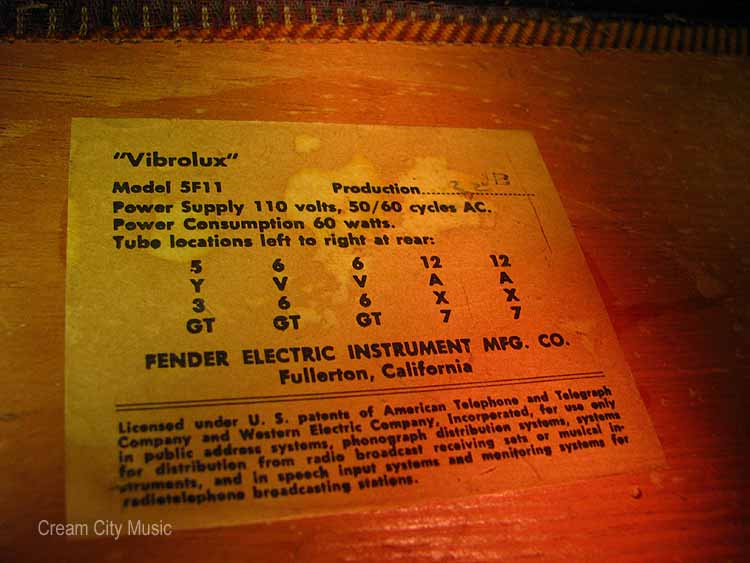 "Vibrolux"
Model 5F11 Production.......... JB
Power Supply 110 volts, 50/60 cycles AC.
Power Consumption 60 watts.
Tube locations left to right at rear:
5 6 6 12 12
Y V V A A
3 6 6 X X
GT GT GT 7 7
FENDER ELECTRIC INSTRUMENT MFG. CO.
Fullerton, California
Licensed under U. S. patents of American Telephone and Telegraph
Company and Western Electric Company, Incorporated, for use only
in public address systems, phonograph distribution systems, systems
for distribution from radio broadcast receiving sets or musical in-
struments, and in speech input systems and monitoring systems for
radiotelephone broadcasting stations.
Cream City Music